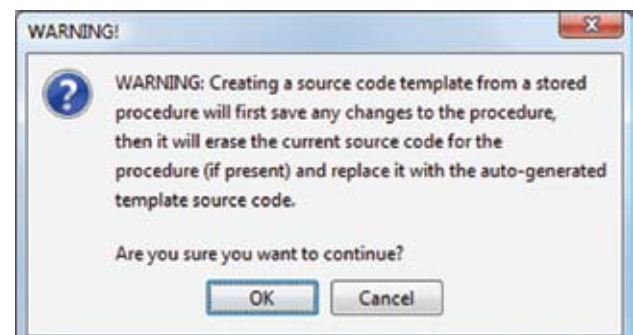 WARNING!
WARNING: Creating a source code template from a stored
procedure will first save any changes to the procedure,
then it will erase the current source code for the
procedure (if present) and replace it with the auto-generated
template source code.
Are you sure you want to continue?
OK
Cancel